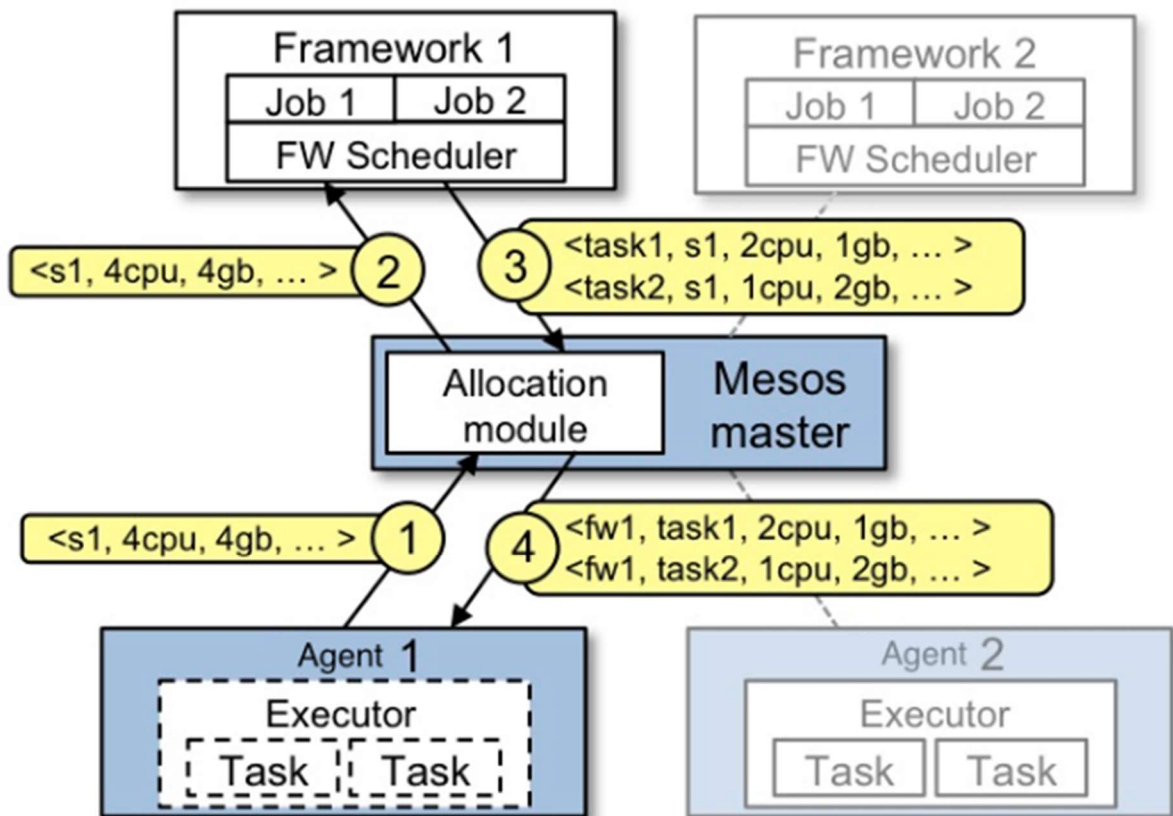 Framework 1
Job 1
Job 2
FW Scheduler
Framework 2
Job 1
Job 2
FW Scheduler
<s1, 4cpu, 4gb, … >
2
3
<task1, s1, 2cpu, 1gb, … >
<task2, s1, 1cpu, 2gb, … >
Allocation
module
Mesos
master
<s1, 4cpu, 4gb, … >
1
4
<fw1, task1, 2cpu, 1gb, … >
<fw1, task2, 1cpu, 2gb, … >
Agent 1
Executor
Task
Task
Agent 2
Executor
Task
Task